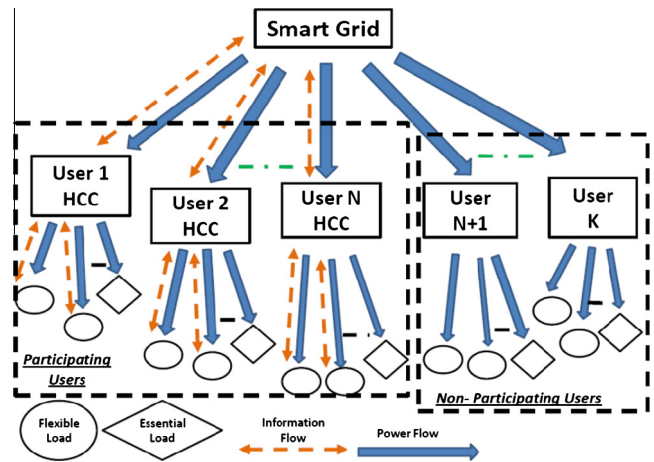 Smart Grid
User 1
HCC
User 2
HCC
User N
HCC
User
N+1
User
K
Participating
Users
Non- Participating Users
Flexible
Load
Essential
Load
Information
Flow
Power Flow